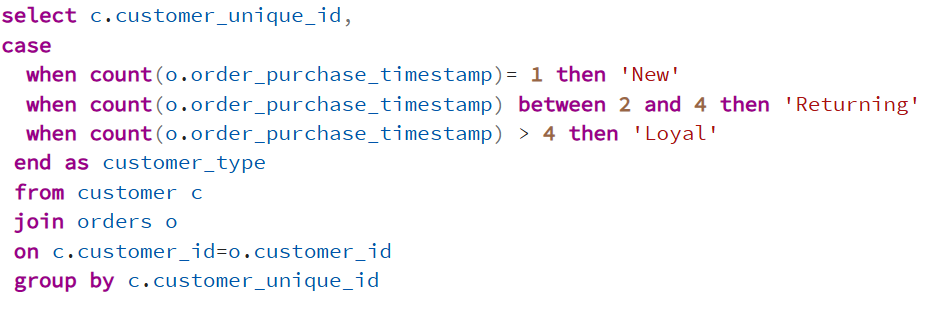 select c.customer_unique_id,
case
when count(o.order_purchase_timestamp)= 1 then 'New'
when count(o.order_purchase_timestamp) between 2 and 4 then 'Returning'
when count(o.order_purchase_timestamp) > 4 then 'Loyal'
end as customer_type
from customer c
join orders o
on c.customer_id=o.customer_id
group by c.customer_unique_id